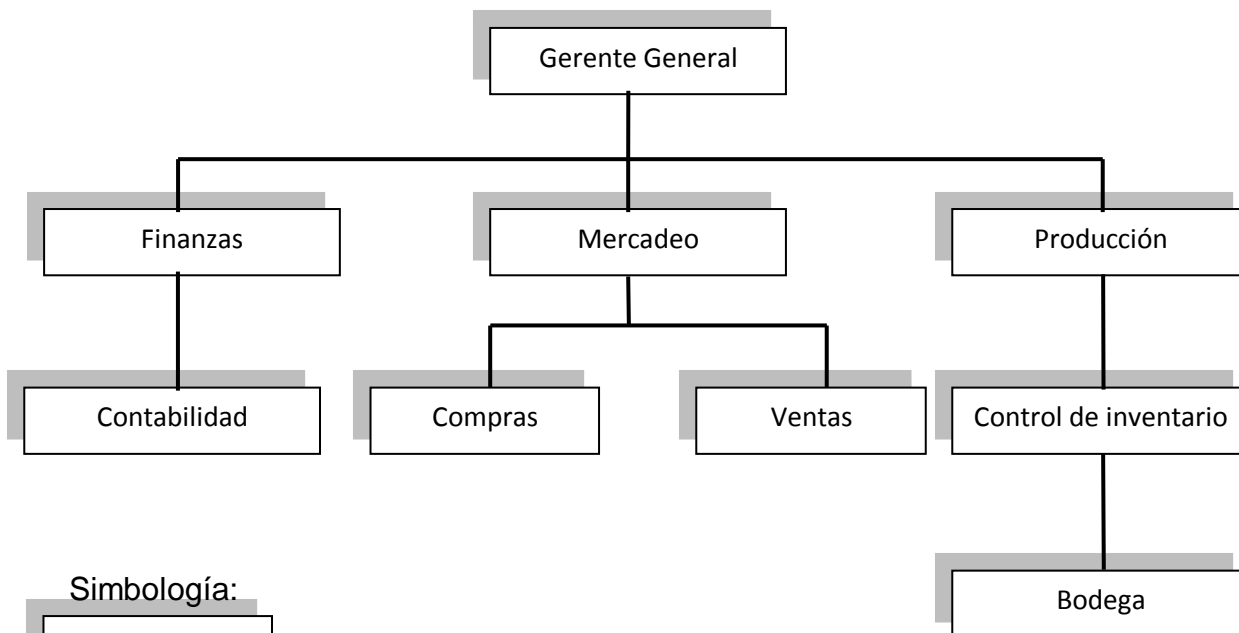 Gerente General
Finanzas
Mercadeo
Producción
Contabilidad
Compras
Ventas
Control de inventario
Simbología:
Bodega